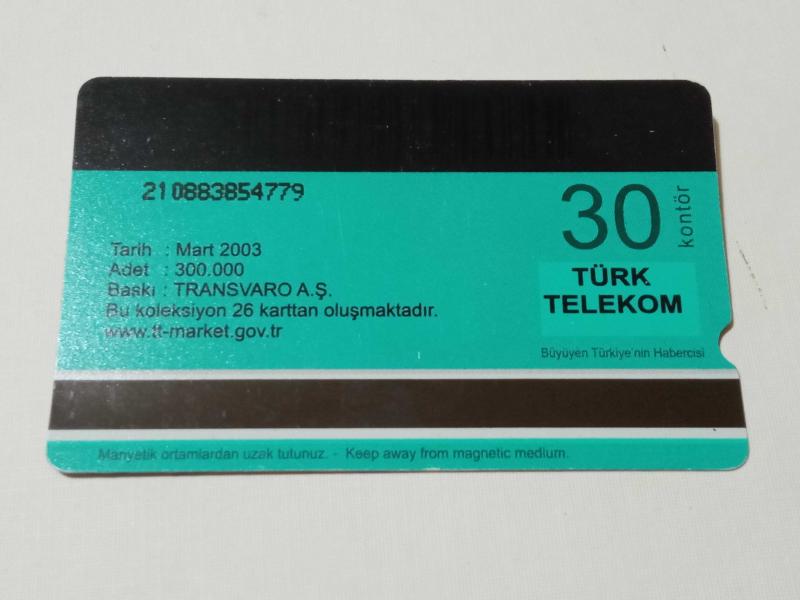 210883854779
30 kontör
Tarih : Mart 2003
Adet : 300.000
Baskı : TRANSVARO A.Ş.
Bu koleksiyon 26 karttan oluşmaktadır.
www.tt-market.gov.tr
TÜRK
TELEKOM
Büyüyen Türkiye'nin Habercisi
Manyetik ortamlardan uzak tutunuz. - Keep away from magnetic medium.